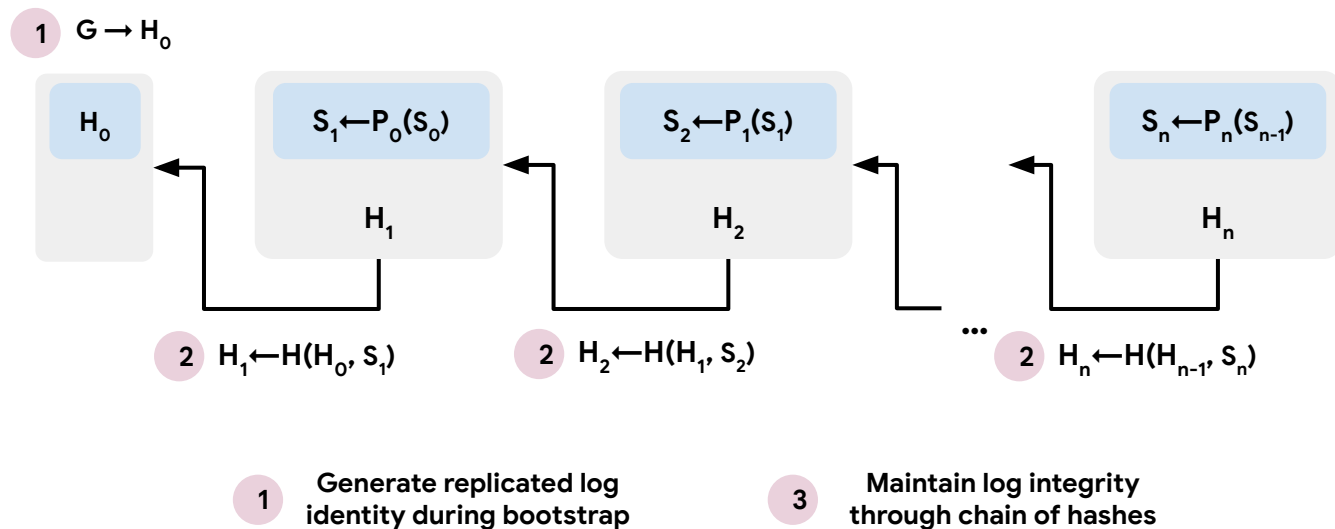 1 G → H₀
H₀ S₁←P₀(S₀) S₂←P₁(S₁) Sₙ←Pₙ(Sₙ₋₁)
H₁ H₂ Hₙ
...
2 H₁←H(H₀, S₁) 2 H₂←H(H₁, S₂) 2 Hₙ←H(Hₙ₋₁, Sₙ)
1 Generate replicated log
identity during bootstrap
3 Maintain log integrity
through chain of hashes